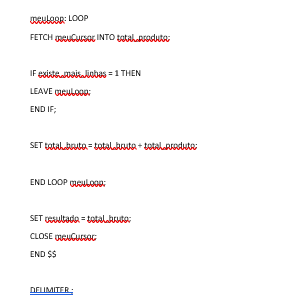 meuLoop: LOOP
FETCH meuCursor INTO total_produto;
IF existe_mais_linhas = 1 THEN
LEAVE meuLoop;
END IF;
SET total_bruto = total_bruto + total_produto;
END LOOP meuLoop;
SET resultado = total_bruto;
CLOSE meuCursor;
END $$
DELIMITER ;